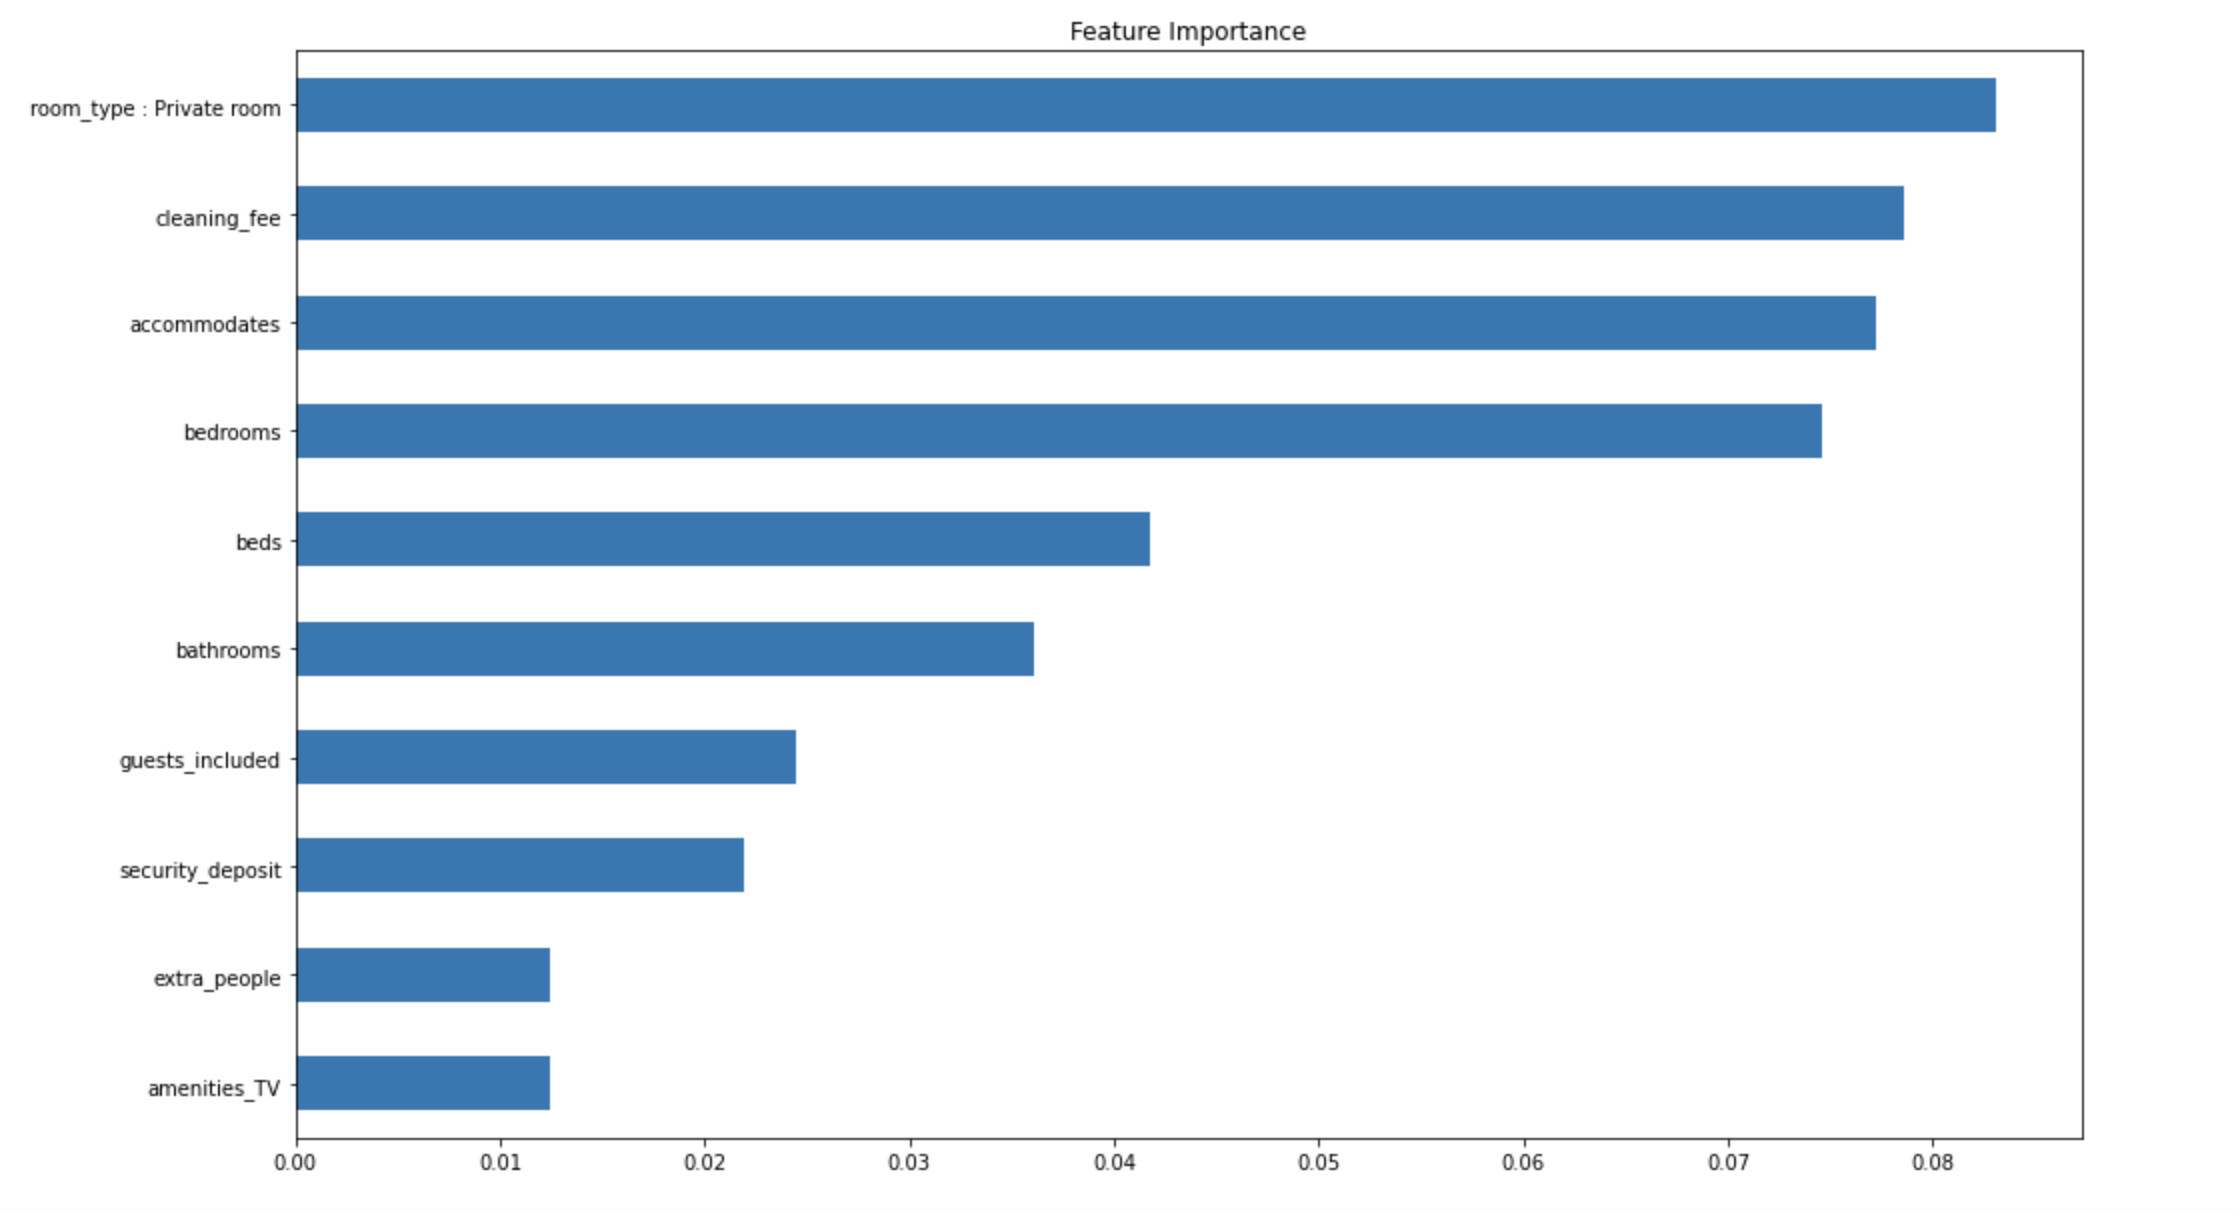 Feature Importance
room_type : Private room
cleaning_fee
accommodates
bedrooms
beds
bathrooms
guests_included
security_deposit
extra_people
amenities_TV
0.00 0.01 0.02 0.03 0.04 0.05 0.06 0.07 0.08